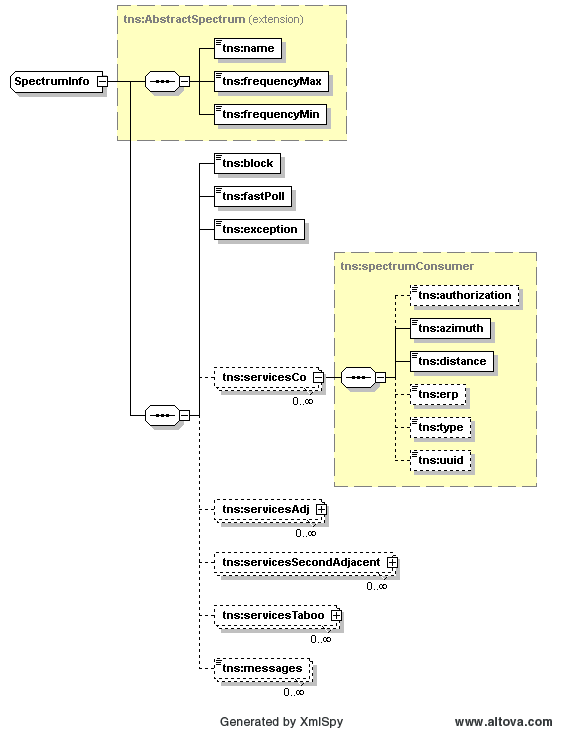 tns:AbstractSpectrum (extension)
tns:name
SpectrumInfo
tns:frequencyMax
tns:frequencyMin
tns:block
tns:fastPoll
tns:exception
tns:spectrumConsumer
tns:authorization
tns:azimuth
tns:distance
tns:servicesCo
0..∞
tns:erp
tns:type
tns:uuid
tns:servicesAdj
0..∞
tns:servicesSecondAdjacent
0..∞
tns:servicesTaboo
0..∞
tns:messages
0..∞
Generated by XmlSpy
www.altova.com